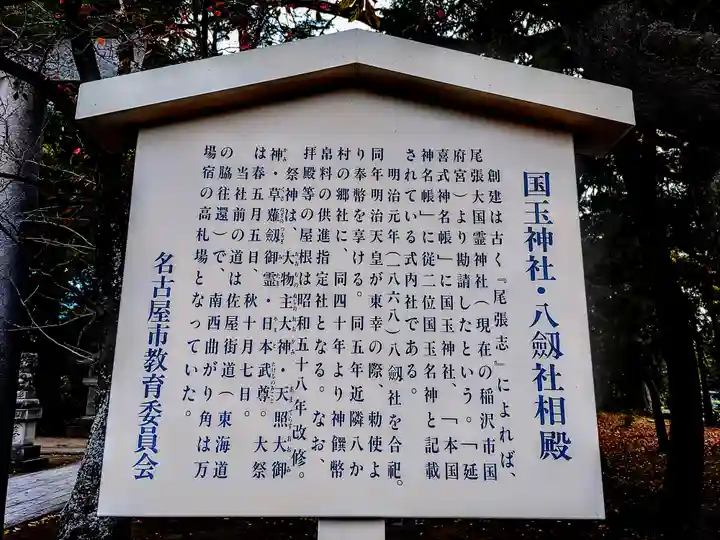 国玉神社・八劔社相殿
創建は古く『尾張志』によれば、
尾張大国霊神社(現在の稲沢市国
府宮)より勘請したという。「延
喜式神名帳」に国玉神社、「本国
神名帳」に従二位国玉名神と記載
されている式内社である。
明治元年(一八六八)八劔社を合祀。
同年明治天皇が東幸の際、勅使よ
り奉幣を享ける。同五年近隣八か
村の郷社に、同四十年より神饌幣
帛料の供進指定社となる。なお、
拝殿等の屋根は昭和五十八年改修。
祭神は、大物主大神・天照大御
神・草薙劔御霊・日本武尊。大祭
は春五月五日、秋十月七日。
当社前の道は佐屋街道(東海道
の脇往還)で、南西曲がり角は万
場宿の高札場となっていた。
名古屋市教育委員会